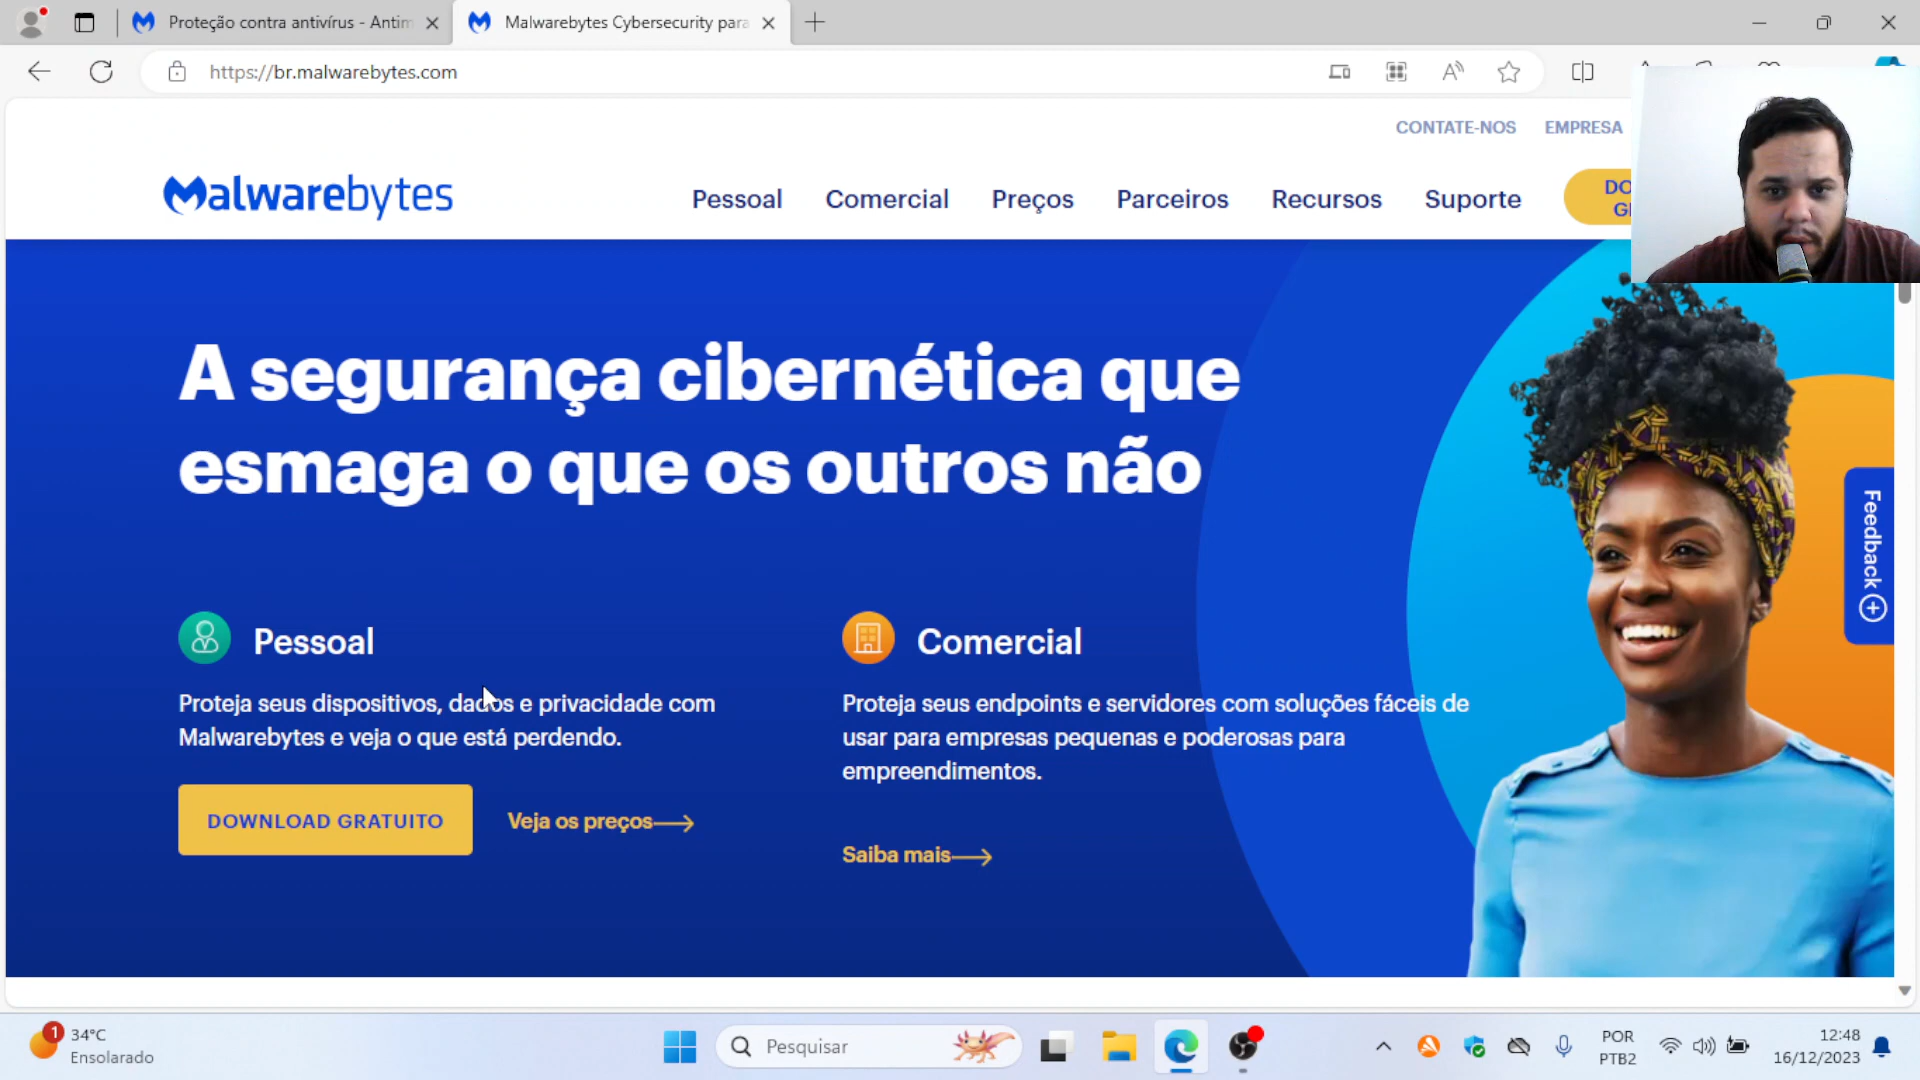 Proteção contra antivírus - Antim
Malwarebytes Cybersecurity para
https://br.malwarebytes.com
CONTATE-NOS
EMPRESA
Malwarebytes
Pessoal
Comercial
Preços
Parceiros
Recursos
Suporte
A segurança cibernética que
esmaga o que os outros não
Pessoal
Proteja seus dispositivos, dados e privacidade com
Malwarebytes e veja o que está perdendo.
DOWNLOAD GRATUITO
Veja os preços
Comercial
Proteja seus endpoints e servidores com soluções fáceis de
usar para empresas pequenas e poderosas para
empreendimentos.
Saiba mais
Feedback
1
34°C
Ensolarado
Pesquisar
POR
PTB2
12:48
16/12/2023